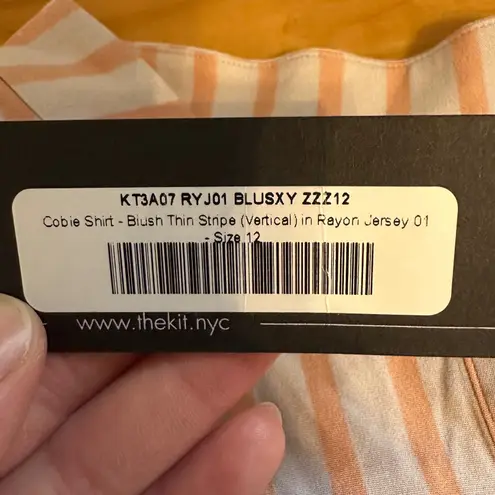 KT3A07 RYJ01 BLUSXY ZZZ12
Cobie Shirt - Blush Thin Stripe (Vertical) in Rayon Jersey 01
- Size 12
www.thekit.nyc